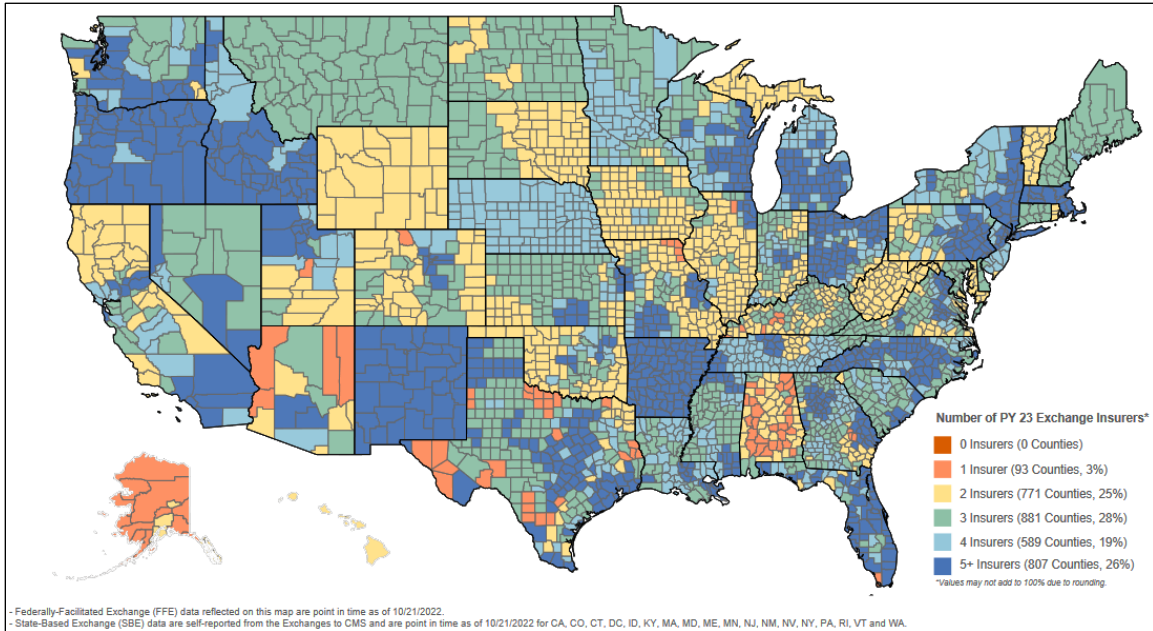 Number of PY 23 Exchange Insurers*
0 Insurers (0 Counties)
1 Insurer (93 Counties, 3%)
2 Insurers (771 Counties, 25%)
3 Insurers (881 Counties, 28%)
4 Insurers (589 Counties, 19%)
5+ Insurers (807 Counties, 26%)
*Values may not add to 100% due to rounding.
- Federally-Facilitated Exchange (FFE) data reflected on this map are point in time as of 10/21/2022.
- State-Based Exchange (SBE) data are self-reported from the Exchanges to CMS and are point in time as of 10/21/2022 for CA, CO, CT, DC, ID, KY, MA, MD, ME, MN, NJ, NM, NV, NY, PA, RI, VT and WA.